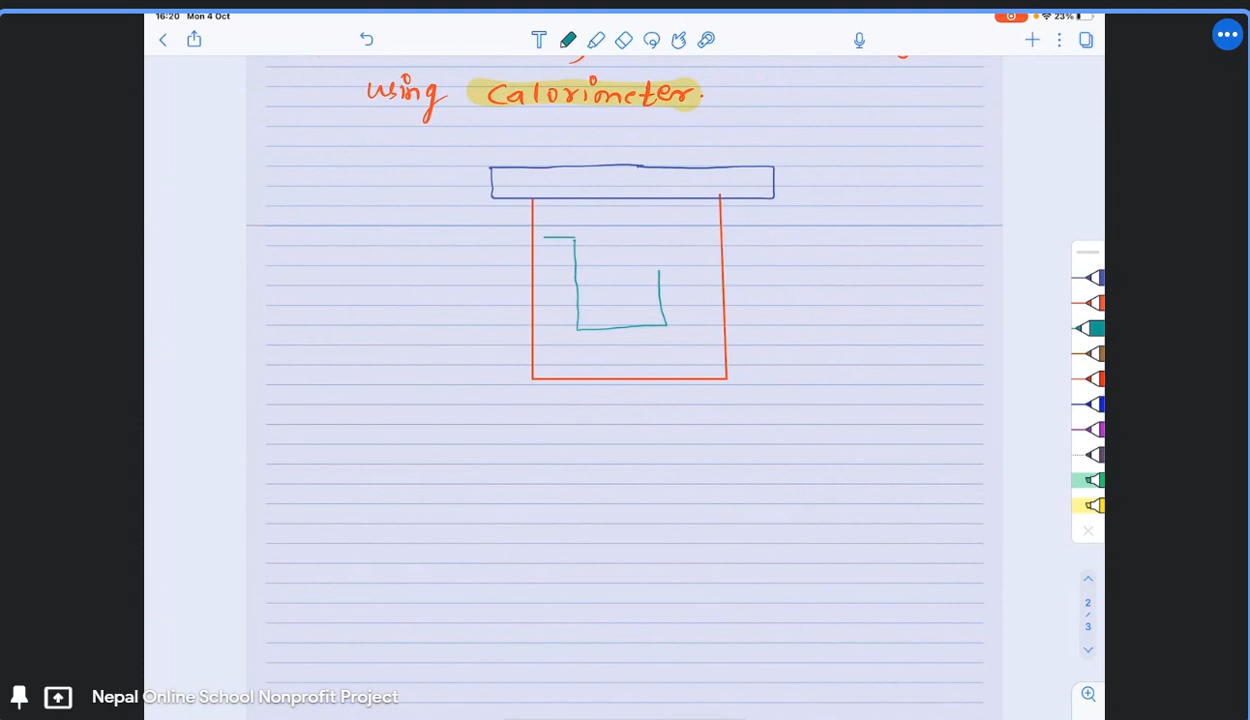 16:20 Mon 4 Oct
23%
T
using calorimeter.
2
3
Nepal Online School Nonprofit Project